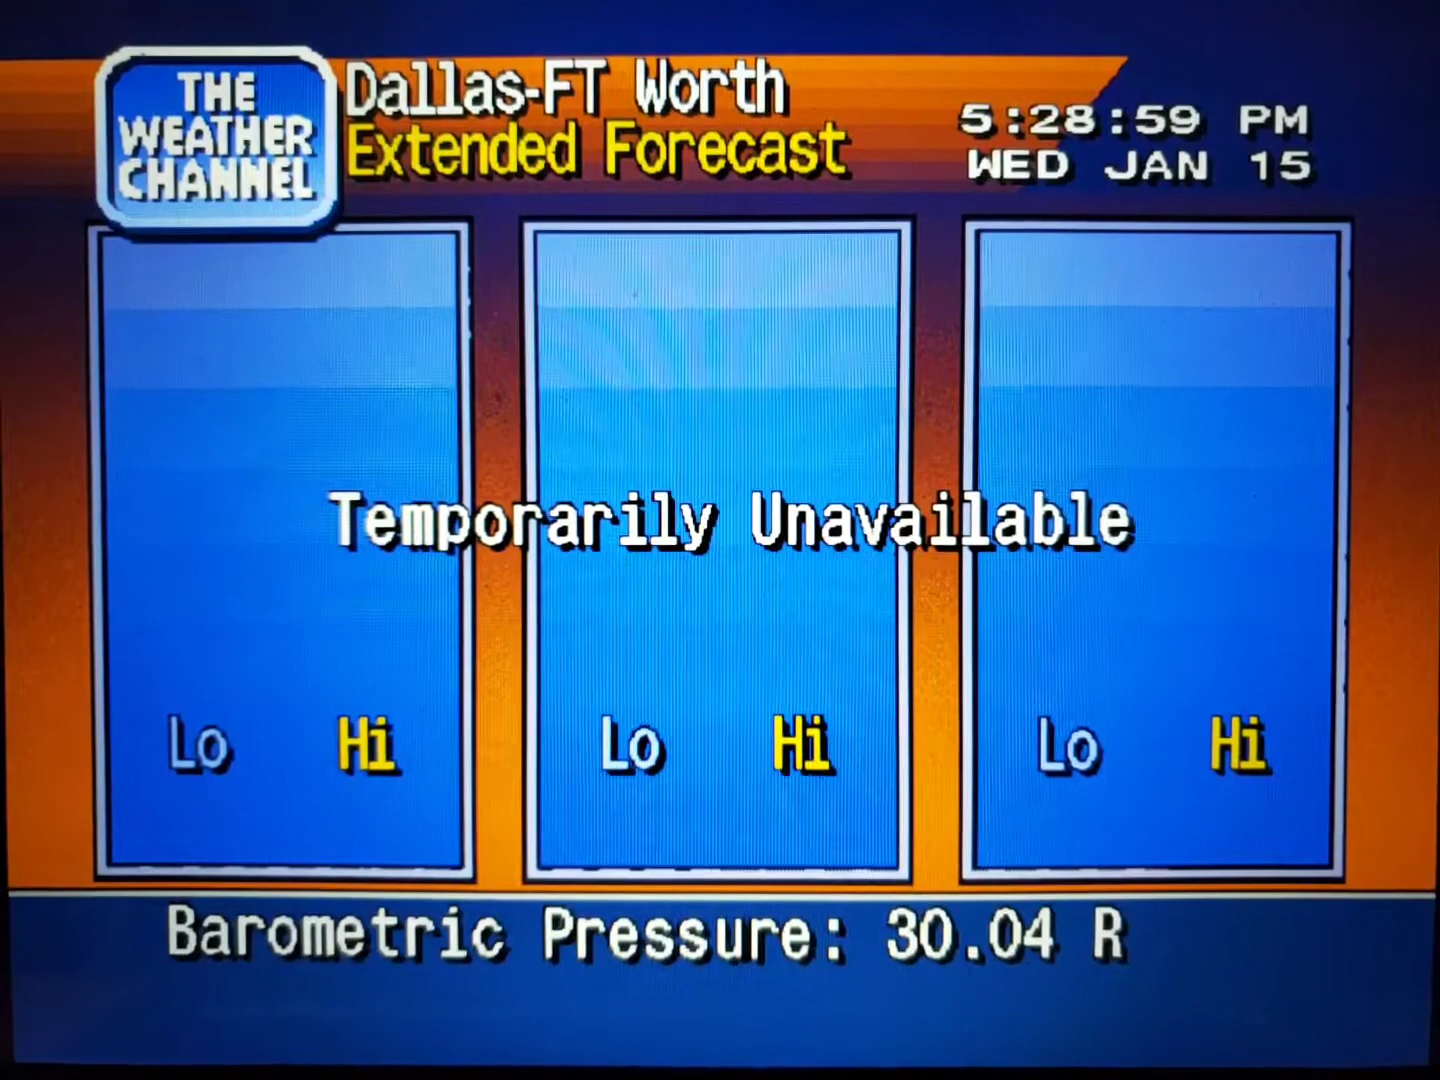 THE
WEATHER
CHANNEL
Dallas-FT Worth
Extended Forecast
5:28:59 PM
WED JAN 15
Temporarily Unavailable
Lo Hi
Lo Hi
Lo Hi
Barometric Pressure: 30.04 R